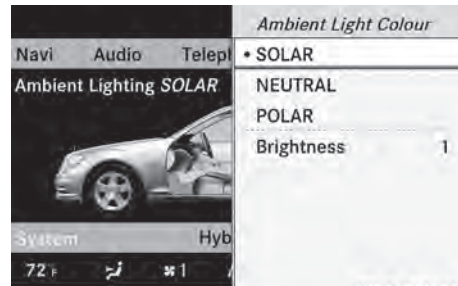 Ambient Light Colour
Navi Audio Telep
• SOLAR
Ambient Lighting SOLAR
NEUTRAL
POLAR
Brightness 1
System Hyb
72 F 1